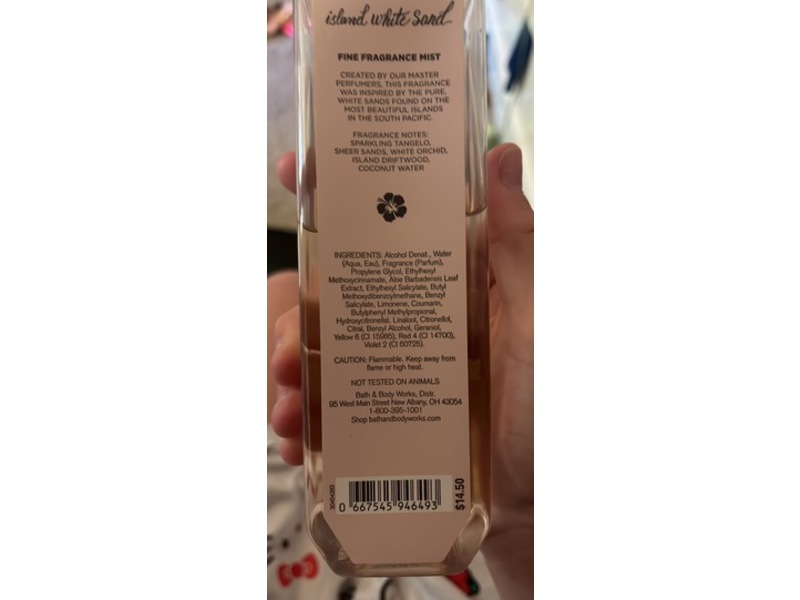 island white sand
FINE FRAGRANCE MIST
CREATED BY OUR MASTER
PERFUMERS, THIS FRAGRANCE
WAS INSPIRED BY THE PURE,
WHITE SANDS FOUND ON THE
MOST BEAUTIFUL ISLANDS
IN THE SOUTH PACIFIC.
FRAGRANCE NOTES:
SPARKLING TANGELO,
SHEER SANDS, WHITE ORCHID,
ISLAND DRIFTWOOD,
COCONUT WATER
INGREDIENTS: Alcohol Denat., Water
(Aqua, Eau), Fragrance (Parfum),
Propylene Glycol, Ethylhexyl
Methoxycinnamate, Aloe Barbadensis Leaf
Extract, Ethylhexyl Salicylate, Butyl
Methoxydibenzoylmethane, Benzyl
Salicylate, Limonene, Coumarin,
Butylphenyl Methylpropional,
Hydroxycitronellal, Linalool, Citronellol,
Citral, Benzyl Alcohol, Geraniol,
Yellow 6 (CI 15985), Red 4 (CI 14700),
Violet 2 (CI 60725).
CAUTION: Flammable. Keep away from
flame or high heat.
NOT TESTED ON ANIMALS
Bath & Body Works, Distr.
95 West Main Street New Albany, OH 43054
1-800-395-1001
Shop bathandbodyworks.com
0 667545 946493
$14.50